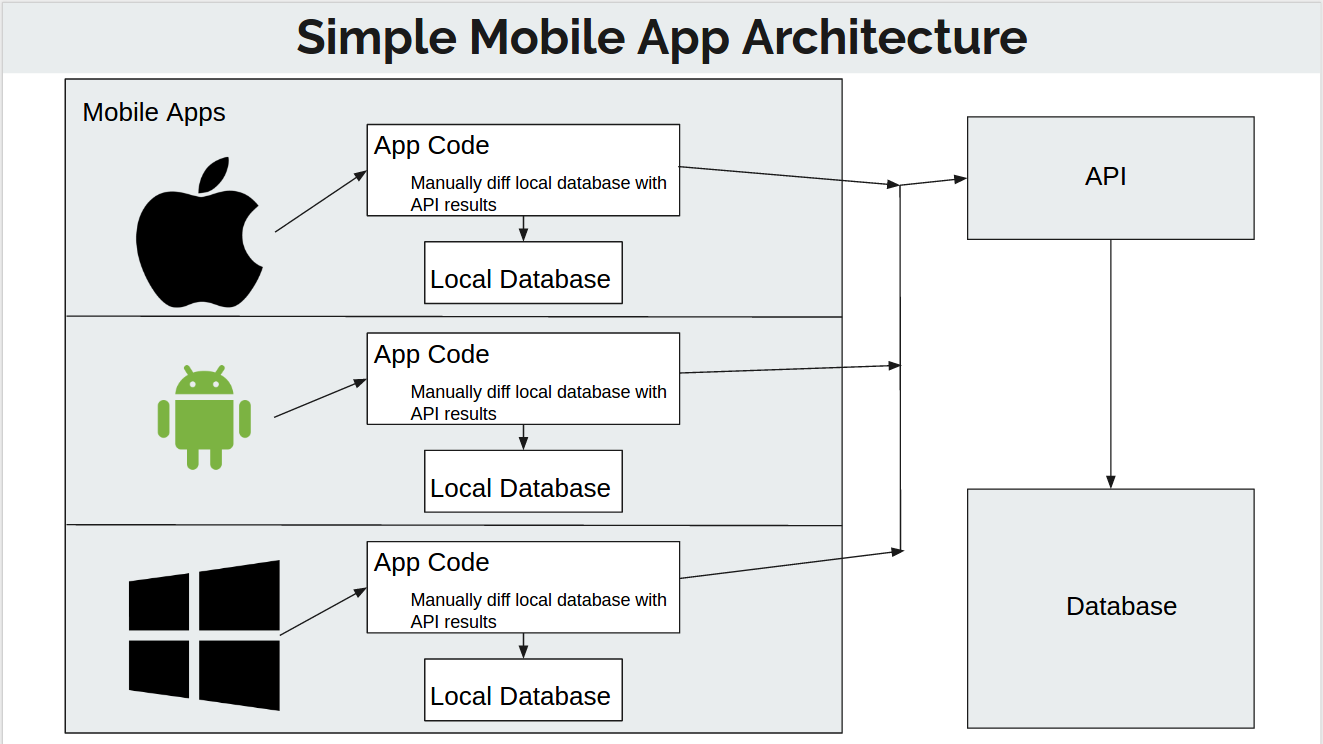 Simple Mobile App Architecture
Mobile Apps
App Code
Manually diff local database with
API results
Local Database
App Code
Manually diff local database with
API results
Local Database
App Code
Manually diff local database with
API results
Local Database
API
Database